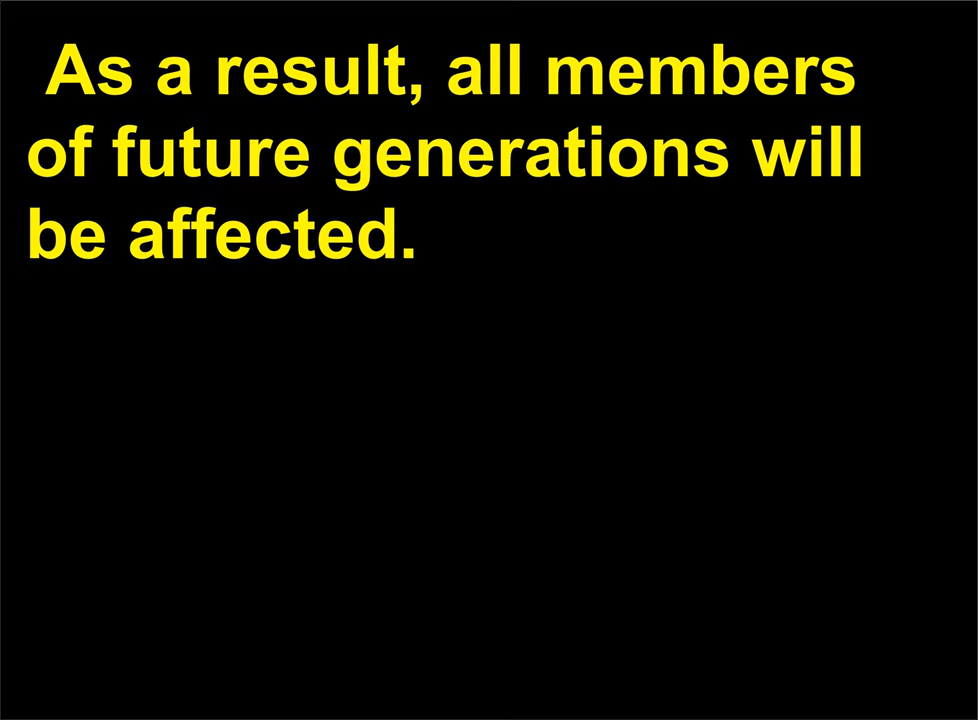 As a result, all members
of future generations will
be affected.